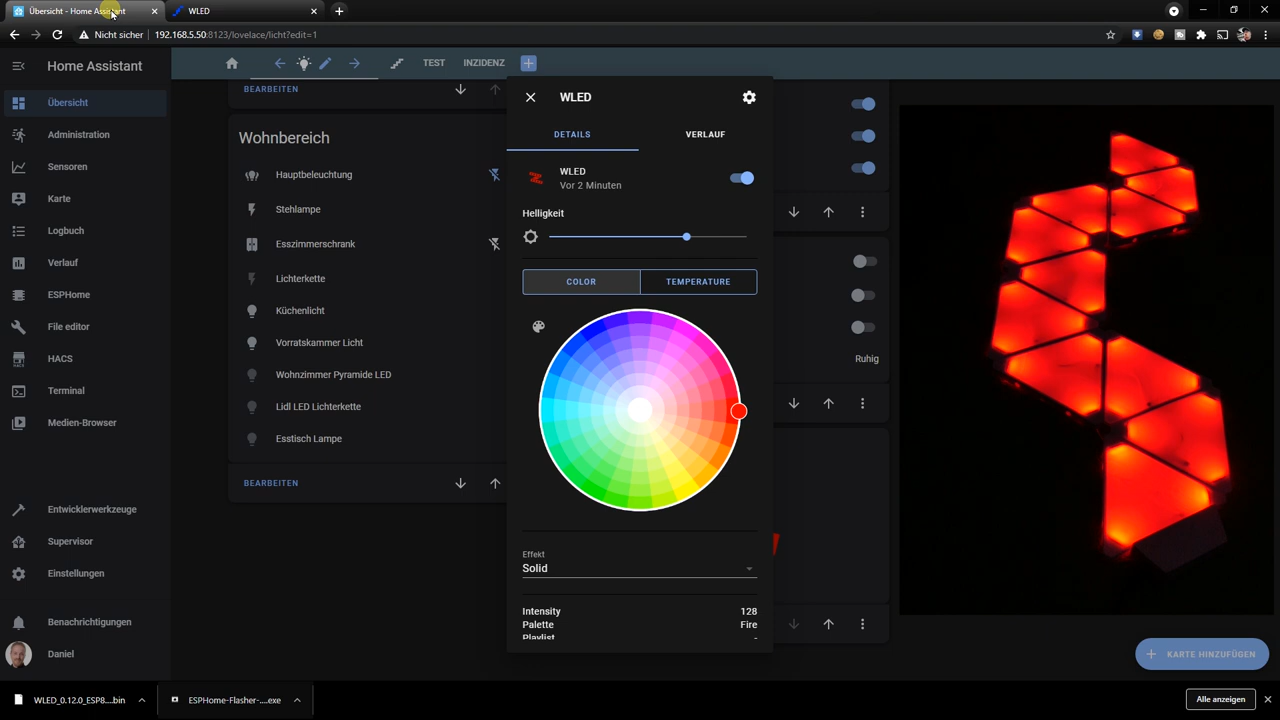 Übersicht - Home Assistant
WLED
Nicht sicher
192.168.5.50:8123/lovelace/licht?edit=1
Home Assistant
TEST
INZIDENZ
Übersicht
Administration
Sensoren
Karte
Logbuch
Verlauf
ESPHome
File editor
HACS
Terminal
Medien-Browser
Entwicklerwerkzeuge
Supervisor
Einstellungen
Benachrichtigungen
Daniel
BEARBEITEN
Wohnbereich
Hauptbeleuchtung
Stehlampe
Esszimmerschrank
Lichterkette
Küchenlicht
Vorratskammer Licht
Wohnzimmer Pyramide LED
Lidl LED Lichterkette
Esstisch Lampe
BEARBEITEN
WLED
DETAILS
VERLAUF
WLED
Vor 2 Minuten
Helligkeit
COLOR
TEMPERATURE
Effekt
Solid
Intensity 128
Palette Fire
Playlist -
Ruhig
KARTE HINZUFÜGEN
WLED_0.12.0_ESP8....bin
ESPHome-Flasher-....exe
Alle anzeigen